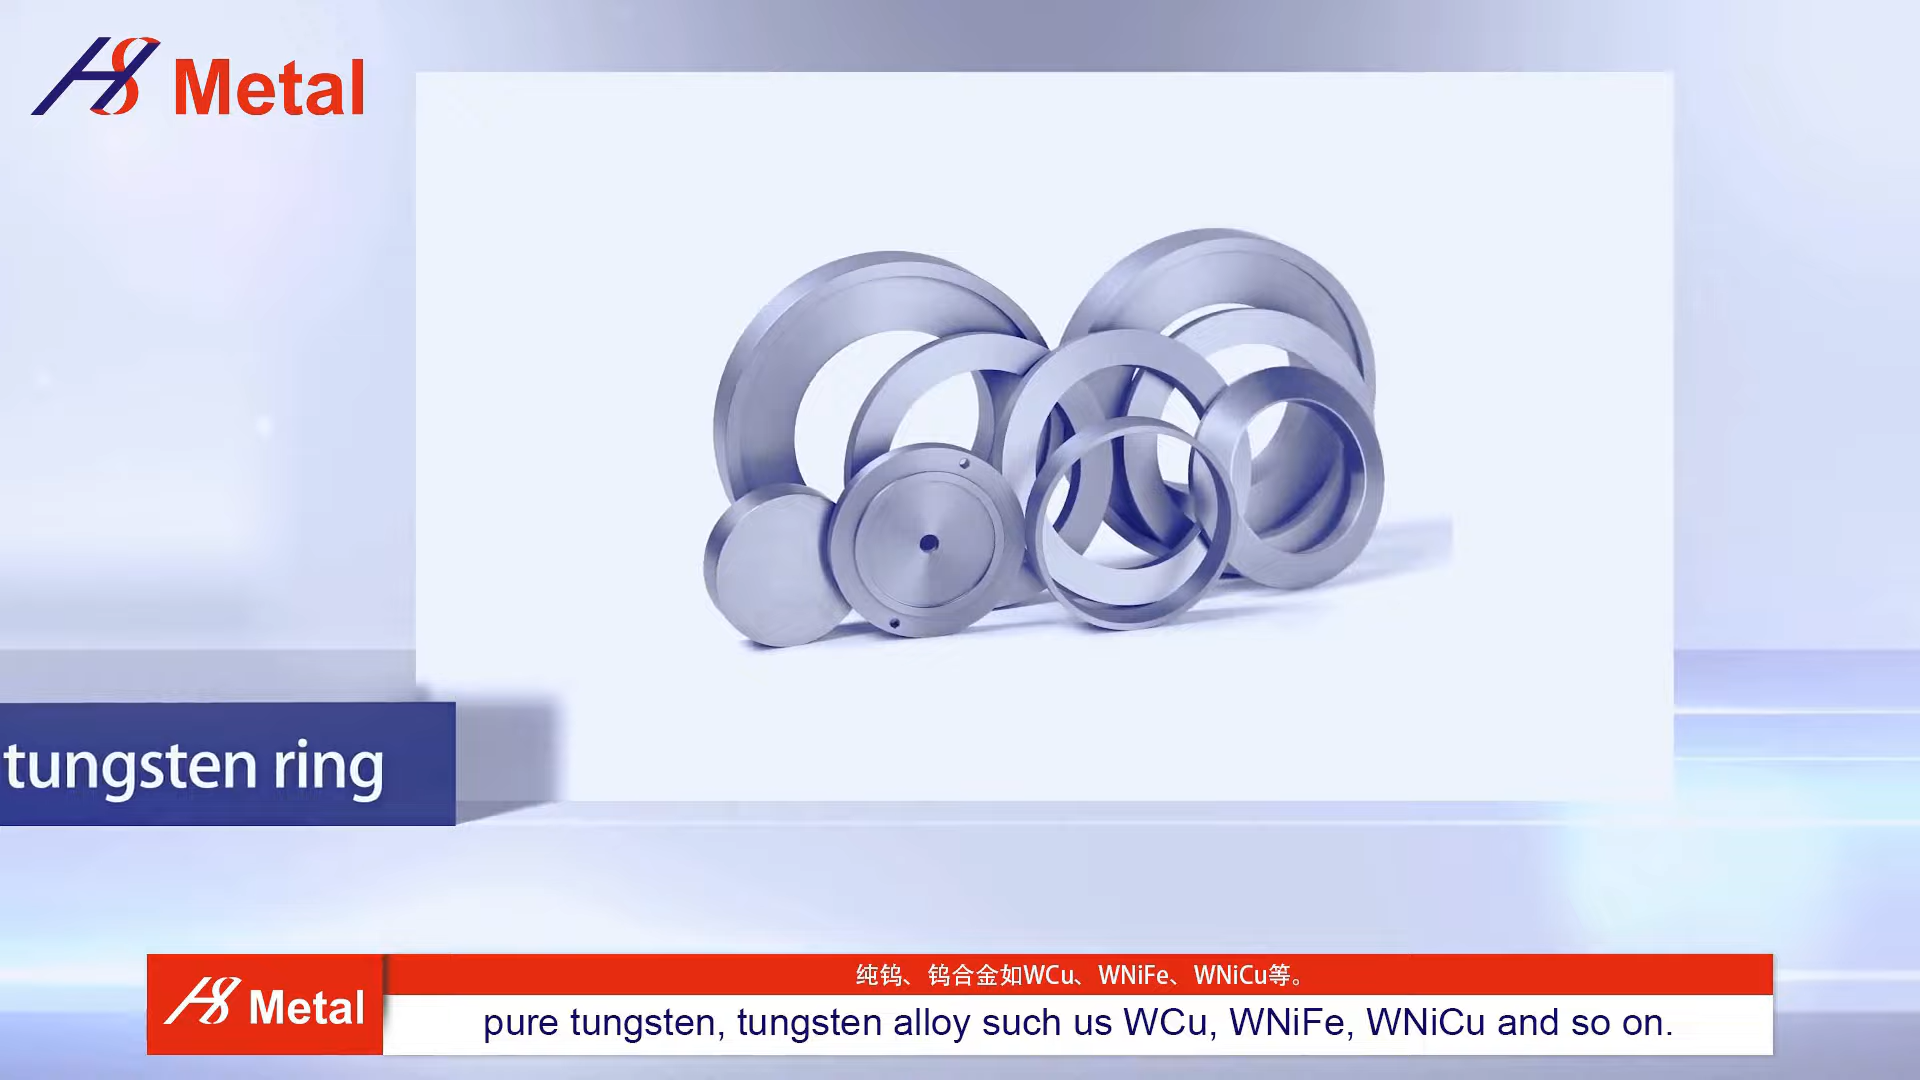 HS Metal
tungsten ring
HS Metal
纯钨、钨合金如WCu、WNiFe、WNiCu等。
pure tungsten, tungsten alloy such us WCu, WNiFe, WNiCu and so on.